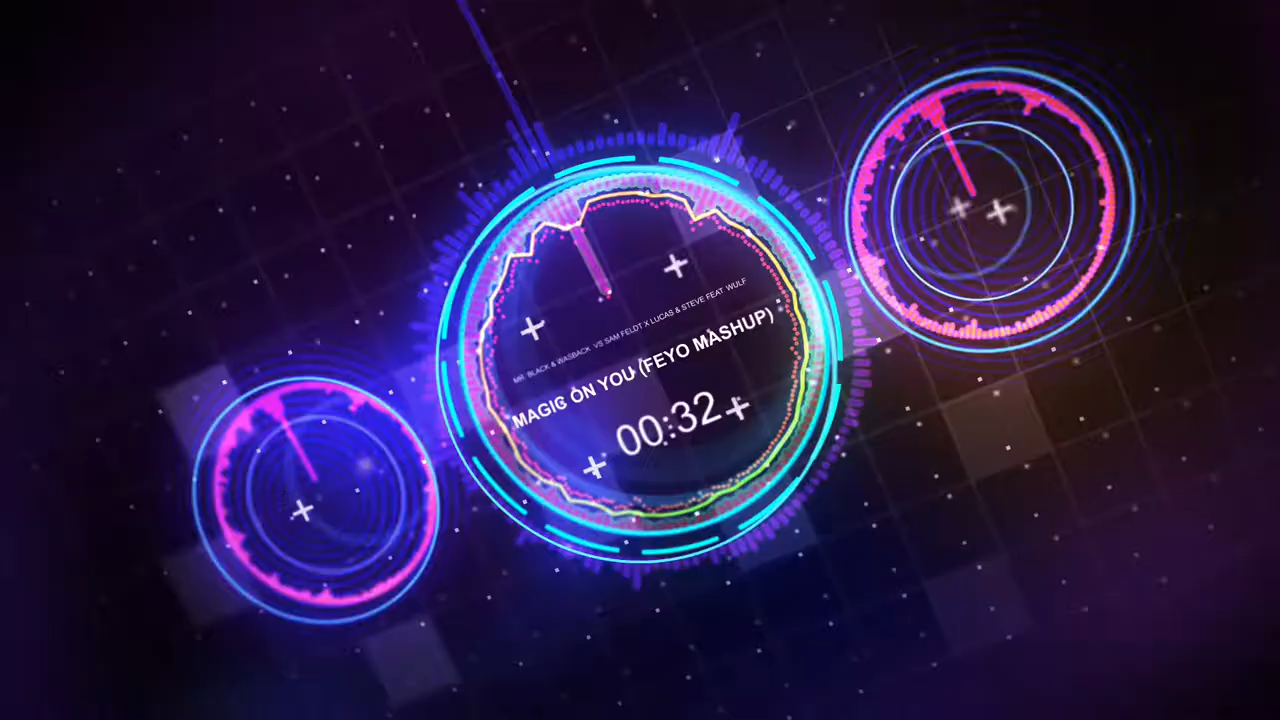 MR. BLACK & WASBACK VS SAM FELDT X LUCAS & STEVE FEAT. WULF
MAGIC ON YOU (FEYO MASHUP)
00:32